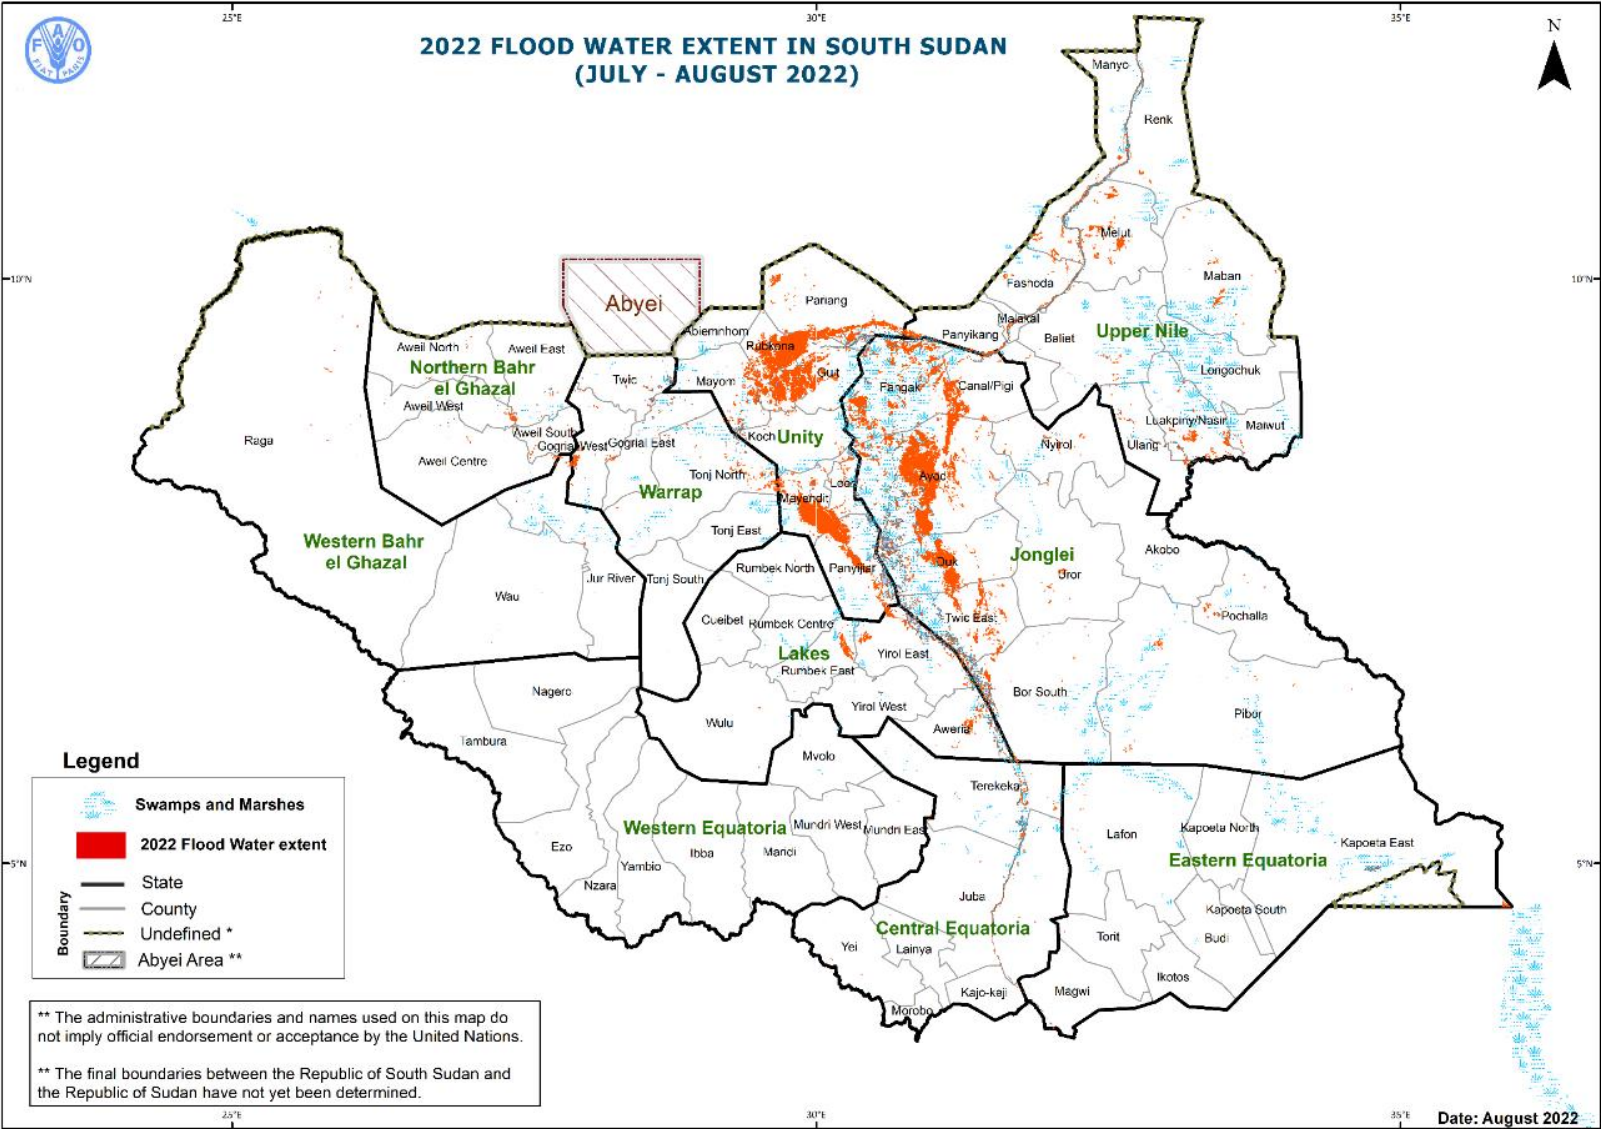 25°E
30°E
35°E
F A O
FIAT PANIS
2022 FLOOD WATER EXTENT IN SOUTH SUDAN
(JULY - AUGUST 2022)
N
Manyo
Renk
Melut
Maban
10°N
10°N
Fashoda
Abyei
Pariang
Malakal
Abiemnhom
Panyikang
Baliet
Upper Nile
Aweil North
Aweil East
Rubkona
Northern Bahr
el Ghazal
Twic
Mayom
Guit
Fangak
Canal/Pigi
Longochuk
Aweil West
Luakpiny/Nasir
Maiwut
Raga
Aweil South
Gogrial West
Gogrial East
Koch
Unity
Nyirol
Ulang
Aweil Centre
Tonj North
Leer
Ayod
Warrap
Mayendit
Tonj East
Western Bahr
el Ghazal
Jonglei
Akobo
Duk
Uror
Wau
Jur River
Tonj South
Rumbek North
Panyijiar
Cueibet
Rumbek Centre
Twic East
Pochalla
Lakes
Yirol East
Rumbek East
Nagero
Bor South
Pibor
Wulu
Yirol West
Awerial
Tambura
Mvolo
Terekeka
Legend
Swamps and Marshes
2022 Flood Water extent
Boundary
State
County
Undefined *
Abyei Area **
Western Equatoria
Mundri West
Mundri East
Lafon
Kapoeta North
Kapoeta East
Ezo
Ibba
Maridi
Eastern Equatoria
5°N
5°N
Yambio
Nzara
Juba
Kapoeta South
Central Equatoria
Yei
Lainya
Torit
Budi
Ikotos
Kajo-keji
Magwi
Morobo
** The administrative boundaries and names used on this map do
not imply official endorsement or acceptance by the United Nations.
** The final boundaries between the Republic of South Sudan and
the Republic of Sudan have not yet been determined.
25°E
30°E
35°E
Date: August 2022